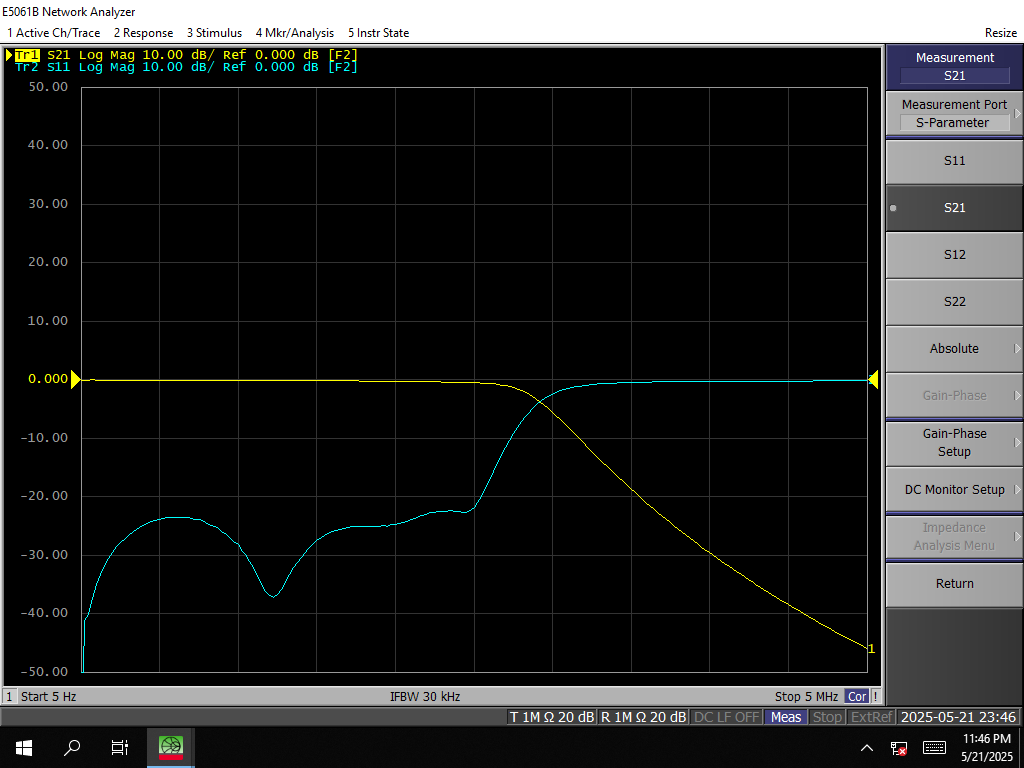 E5061B Network Analyzer
1 Active Ch/Trace 2 Response 3 Stimulus 4 Mkr/Analysis 5 Instr State Resize
Tr1 S21 Log Mag 10.00 dB/ Ref 0.000 dB [F2]
Tr2 S11 Log Mag 10.00 dB/ Ref 0.000 dB [F2]
50.00
40.00
30.00
20.00
10.00
0.000
-10.00
-20.00
-30.00
-40.00
-50.00
1
1 Start 5 Hz IFBW 30 kHz Stop 5 MHz Cor !
Measurement
S21
Measurement Port
S-Parameter
S11
S21
S12
S22
Absolute
Gain-Phase
Gain-Phase
Setup
DC Monitor Setup
Impedance
Analysis Menu
Return
T 1M Ω 20 dB R 1M Ω 20 dB DC LF OFF Meas Stop ExtRef 2025-05-21 23:46
11:46 PM
5/21/2025